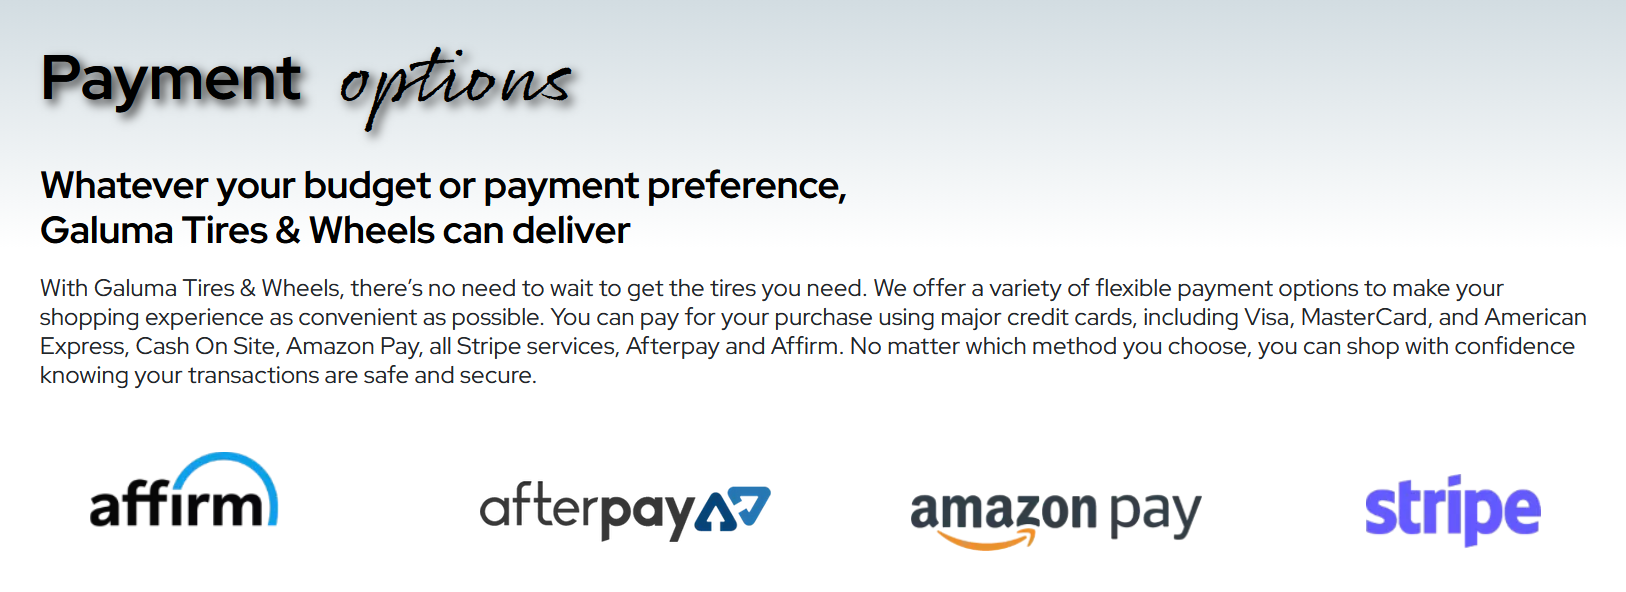 Payment options
Whatever your budget or payment preference,
Galuma Tires & Wheels can deliver
With Galuma Tires & Wheels, there’s no need to wait to get the tires you need. We offer a variety of flexible payment options to make your
shopping experience as convenient as possible. You can pay for your purchase using major credit cards, including Visa, MasterCard, and American
Express, Cash On Site, Amazon Pay, all Stripe services, Afterpay and Affirm. No matter which method you choose, you can shop with confidence
knowing your transactions are safe and secure.
affirm afterpay amazon pay stripe